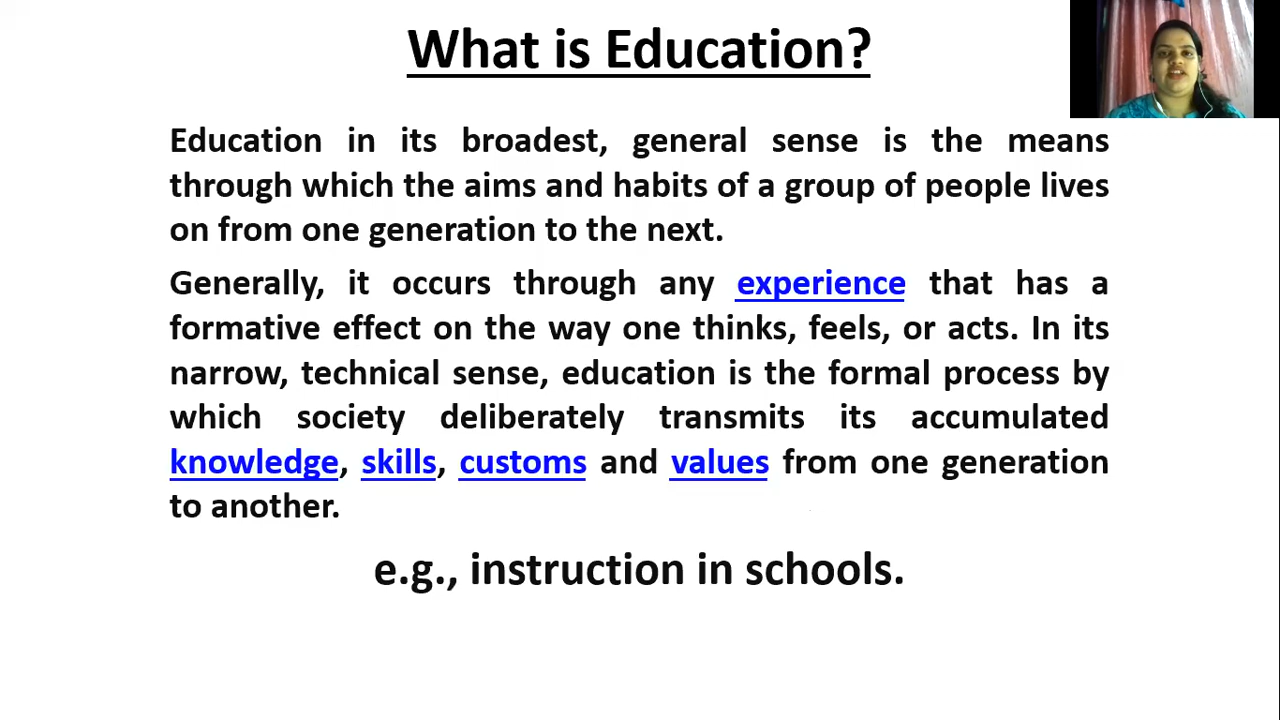 What is Education?
Education in its broadest, general sense is the means
through which the aims and habits of a group of people lives
on from one generation to the next.
Generally, it occurs through any experience that has a
formative effect on the way one thinks, feels, or acts. In its
narrow, technical sense, education is the formal process by
which society deliberately transmits its accumulated
knowledge, skills, customs and values from one generation
to another.
e.g., instruction in schools.